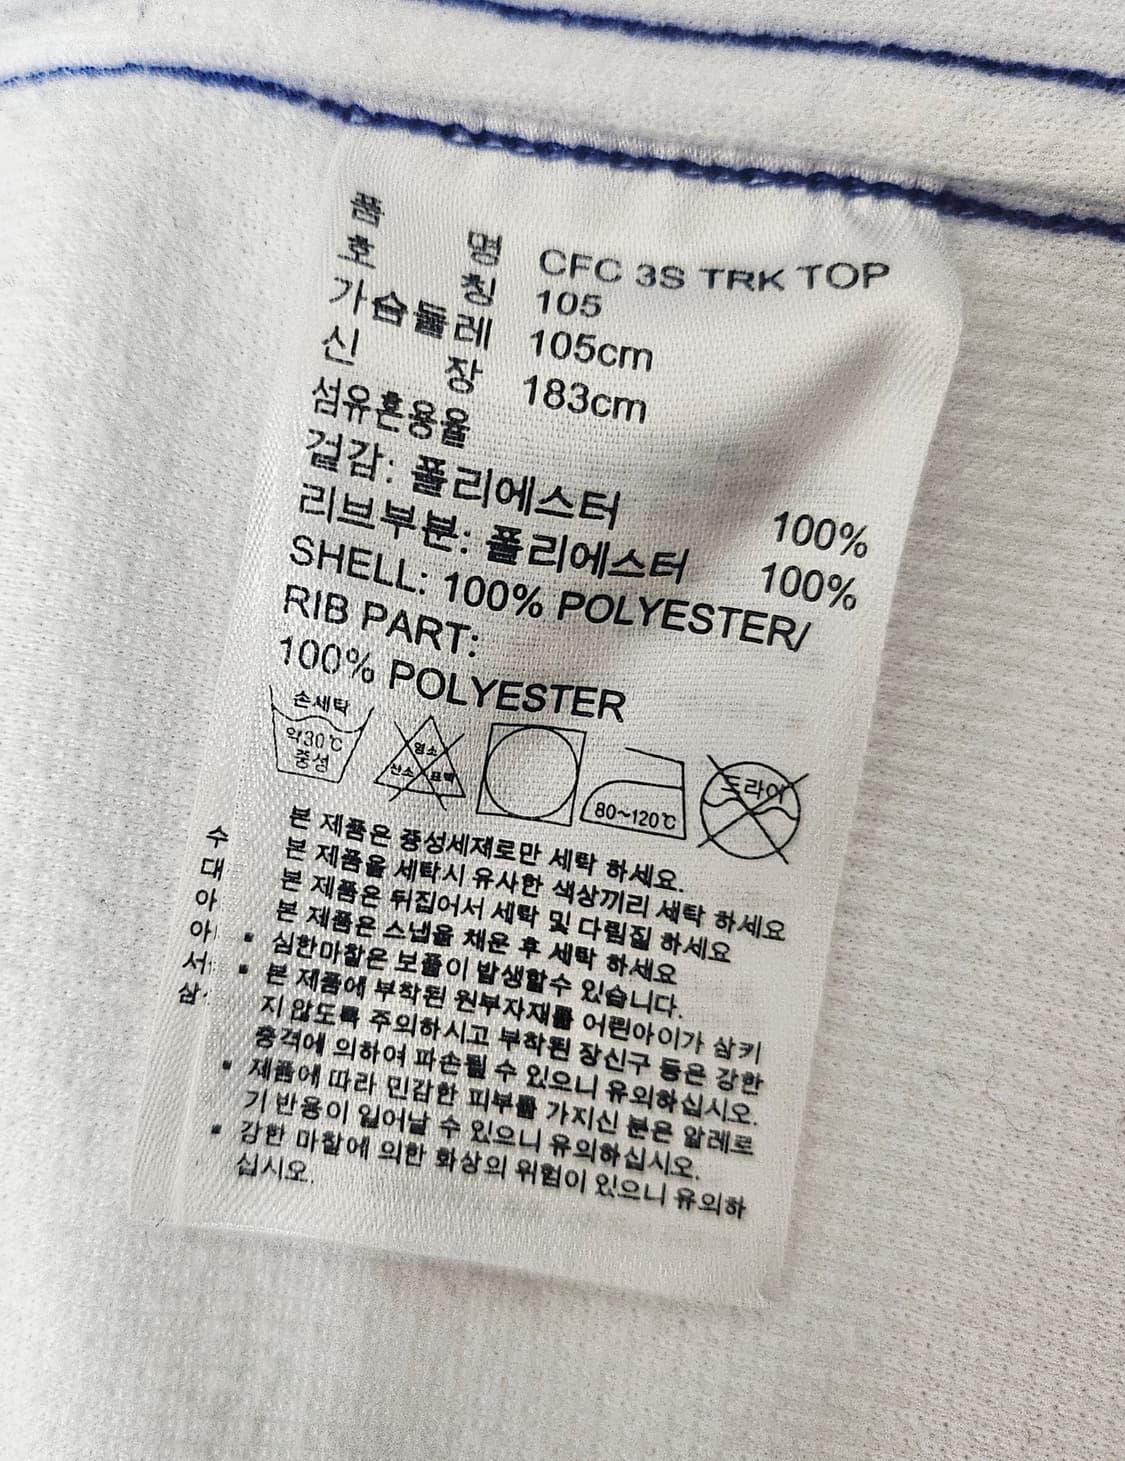 품 명 CFC 3S TRK TOP
호 칭 105
가슴둘레 105cm
신 장 183cm
섬유혼용율
겉감: 폴리에스터 100%
리브부분: 폴리에스터 100%
SHELL: 100% POLYESTER/
RIB PART:
100% POLYESTER
손세탁
약30℃
중성
염소
산소 표백
80~120℃
드라이
본 제품은 중성세제로만 세탁 하세요.
본 제품을 세탁시 유사한 색상끼리 세탁 하세요
본 제품은 뒤집어서 세탁 및 다림질 하세요
본 제품은 스냅을 채운 후 세탁 하세요
▪ 심한마찰은 보풀이 발생할수 있습니다.
▪ 본 제품에 부착된 원부자재를 어린아이가 삼키
지 않도록 주의하시고 부착된 장신구 등은 강한
충격에 의하여 파손될 수 있으니 유의하십시오.
▪ 제품에 따라 민감한 피부를 가지신 분은 알레르
기 반응이 일어날 수 있으니 유의하십시오.
▪ 강한 마찰에 의한 화상의 위험이 있으니 유의하
십시오.
수
대
아